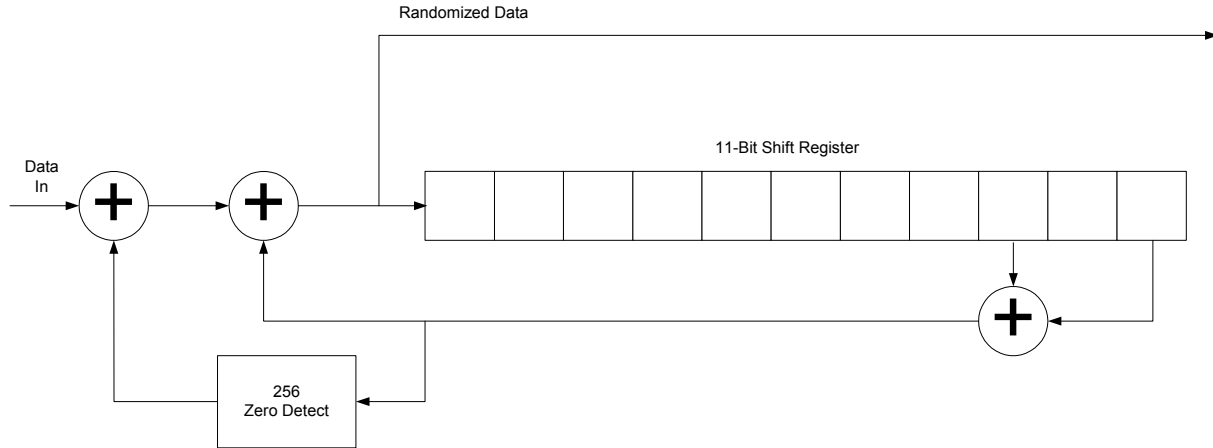 Randomized Data
11-Bit Shift Register
Data
In
256
Zero Detect